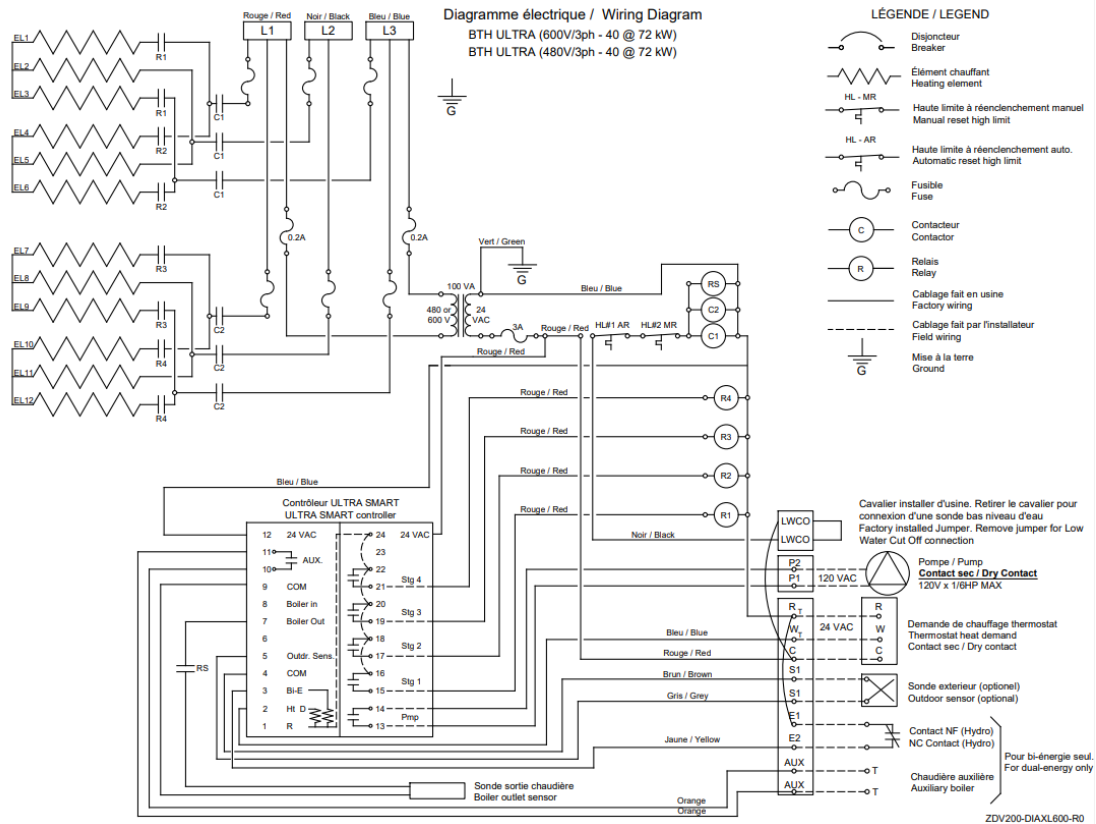 Diagramme électrique / Wiring Diagram
BTH ULTRA (600V/3ph - 40 @ 72 kW)
BTH ULTRA (480V/3ph - 40 @ 72 kW)
Rouge / Red
Noir / Black
Bleu / Blue
L1
L2
L3
EL1
R1
EL2
EL3
R1
C1
EL4
R2
C1
EL5
EL6
R2
C1
G
0.2A
0.2A
EL7
R3
EL8
EL9
R3
C2
EL10
R4
C2
EL11
EL12
R4
C2
Vert / Green
G
100 VA
480 or
600 V
24
VAC
Bleu / Blue
3A
Rouge / Red
HL#1 AR
HL#2 MR
RS
C2
C1
Rouge / Red
Rouge / Red
R4
Rouge / Red
R3
Rouge / Red
R2
Rouge / Red
R1
Noir / Black
Bleu / Blue
Contrôleur ULTRA SMART
ULTRA SMART controller
12 24 VAC
11
AUX.
10
9 COM
8 Boiler in
7 Boiler Out
6
5 Outdr. Sens.
4 COM
3 Bi-E
2 Ht D
1 R
24 24 VAC
23
22
21 Stg 4
20
19 Stg 3
18
17 Stg 2
16
15 Stg 1
14
13 Pmp
RS
LÉGENDE / LEGEND
Disjoncteur
Breaker
Élément chauffant
Heating element
HL - MR
Haute limite à réenclenchement manuel
Manual reset high limit
HL - AR
Haute limite à réenclenchement auto.
Automatic reset high limit
Fusible
Fuse
C
Contacteur
Contactor
R
Relais
Relay
Cablage fait en usine
Factory wiring
Cablage fait par l'installateur
Field wiring
G
Mise à la terre
Ground
Cavalier installer d'usine. Retirer le cavalier pour
connexion d'une sonde bas niveau d'eau
Factory installed Jumper. Remove jumper for Low
Water Cut Off connection
LWCO
LWCO
P2
P1
120 VAC
Pompe / Pump
Contact sec / Dry Contact
120V x 1/6HP MAX
RT
WT
C
24 VAC
R
W
C
Demande de chauffage thermostat
Thermostat heat demand
Contact sec / Dry contact
Bleu / Blue
Rouge / Red
Brun / Brown
Gris / Grey
Jaune / Yellow
S1
S1
Sonde exterieur (optionel)
Outdoor sensor (optional)
E1
E2
Contact NF (Hydro)
NC Contact (Hydro)
AUX
AUX
T
T
Chaudière auxilière
Auxiliary boiler
Pour bi-énergie seul.
For dual-energy only
Sonde sortie chaudière
Boiler outlet sensor
Orange
Orange
ZDV200-DIAXL600-R0